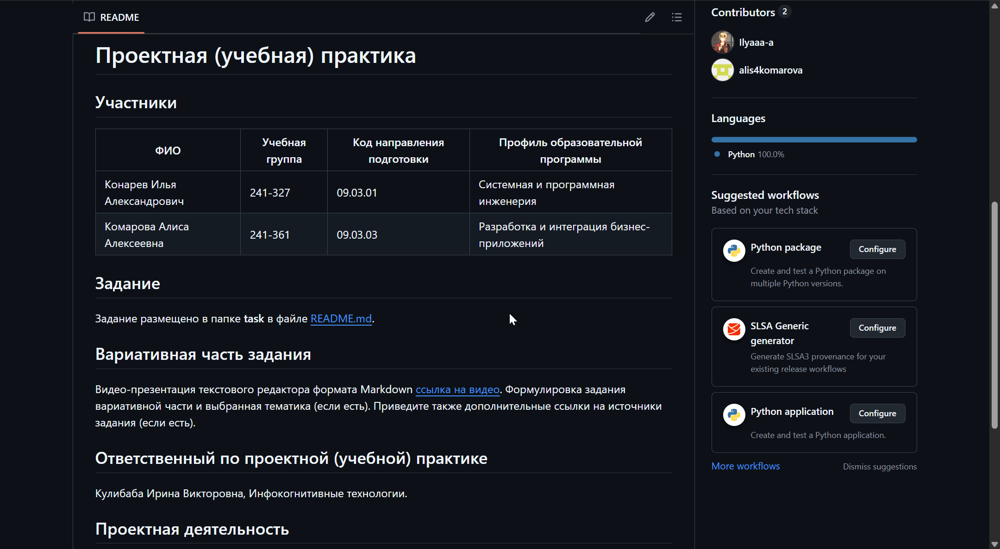 README
Проектная (учебная) практика
Участники
ФИО
Учебная
группа
Код направления
подготовки
Профиль образовательной
программы
Конарев Илья
Александрович
241-327
09.03.01
Системная и программная
инженерия
Комарова Алиса
Алексеевна
241-361
09.03.03
Разработка и интеграция бизнес-
приложений
Задание
Задание размещено в папке task в файле README.md.
Вариативная часть задания
Видео-презентация текстового редактора формата Markdown ссылка на видео. Формулировка задания
вариативной части и выбранная тематика (если есть). Приведите также дополнительные ссылки на источники
задания (если есть).
Ответственный по проектной (учебной) практике
Кулибаба Ирина Викторовна, Инфокогнитивные технологии.
Проектная деятельность
Contributors 2
Ilyaaa-a
alis4komarova
Languages
Python 100.0%
Suggested workflows
Based on your tech stack
Python package
Configure
Create and test a Python package on
multiple Python versions.
SLSA Generic
generator
Configure
Generate SLSA3 provenance for your
existing release workflows
Python application
Configure
Create and test a Python application.
More workflows
Dismiss suggestions